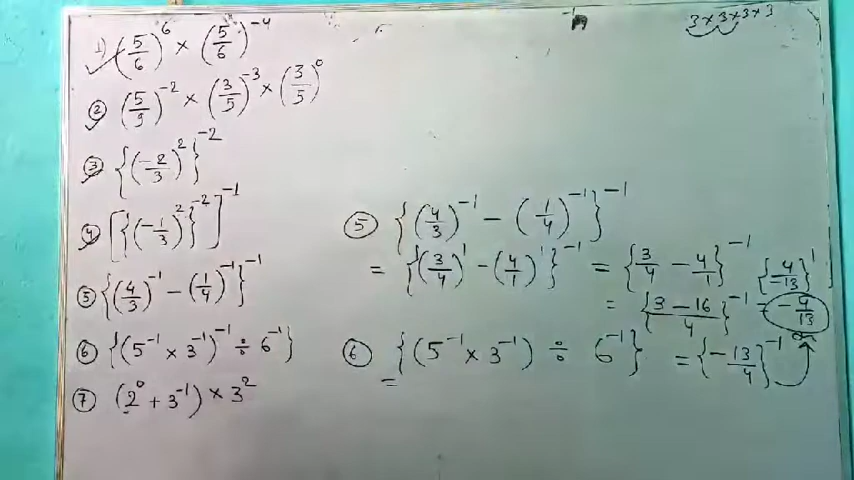 3×3×3×3
1) (5/6)^6 × (5/6)^-4
② (5/3)^-2 × (3/5)^-3 × (3/5)^0
③ {(-2/3)^2}^-2
④ [{(-1/3)^2}^-2]^-1
5 {(4/3)^-1 - (1/4)^-1}^-1
⑥ {(5^-1 × 3^-1)^-1 ÷ 6^-1}
⑦ (2^0 + 3^-1) × 3^2
⑤ {(4/3)^-1 - (1/4)^-1}^-1
= {(3/4)^1 - (4/1)^1}^-1 = {3/4 - 4/1}^-1 {4/-13}^1
= {3-16/4}^-1 = -4/13
= {-13/4}^-1
⑥ {(5^-1 × 3^-1) ÷ 6^-1}
=